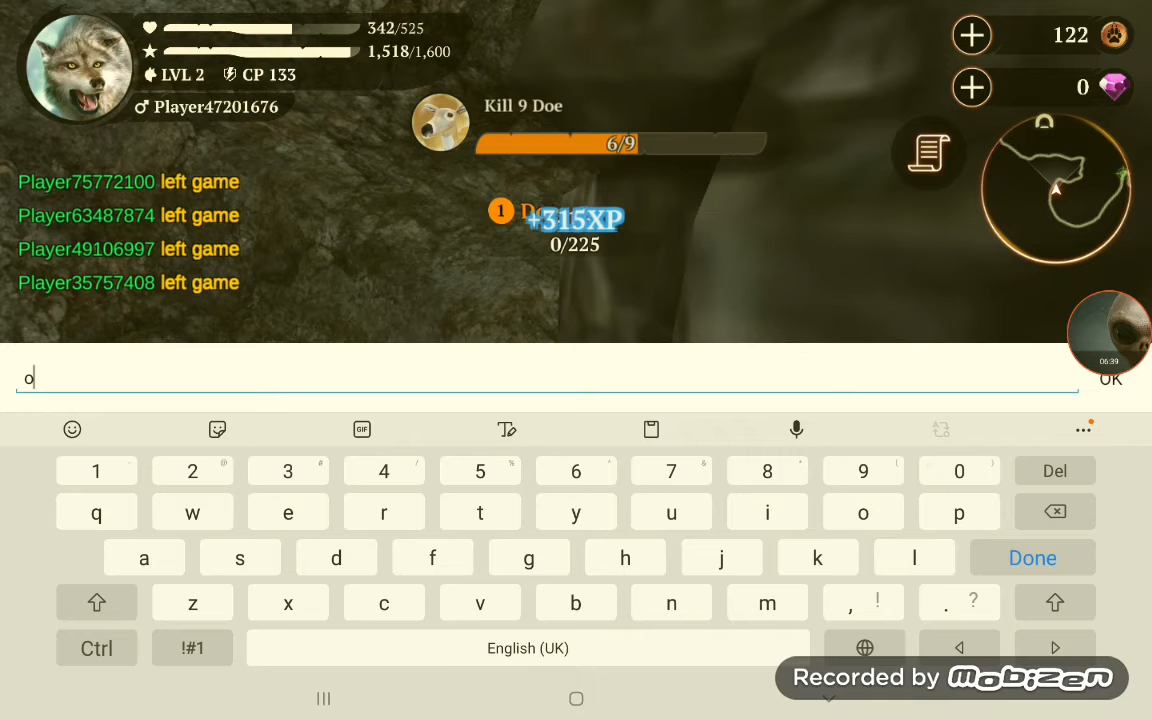 342/525
1,518/1,600
LVL 2 CP 133
Player47201676
122
0
Kill 9 Doe
6/9
Player75772100 left game
Player63487874 left game
Player49106997 left game
Player35757408 left game
1
+315XP
0/225
06:39
o
OK
GIF
1 2 3 4 5 6 7 8 9 0 Del
q w e r t y u i o p
a s d f g h j k l Done
z x c v b n m , ! . ?
Ctrl !#1 English (UK)
Recorded by Mobizen